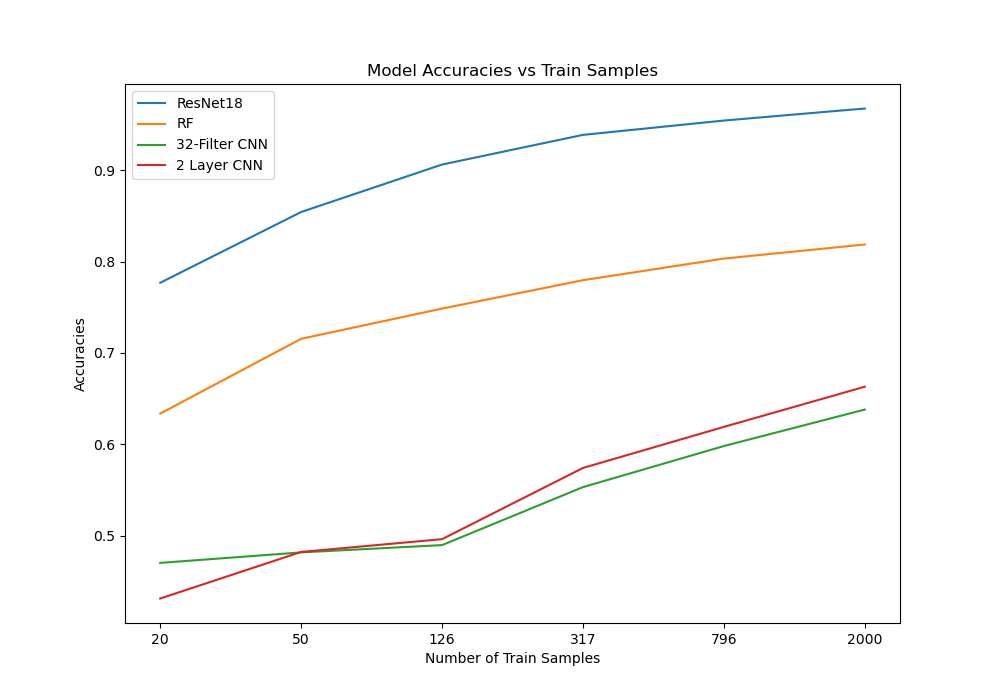 Model Accuracies vs Train Samples
ResNet18
RF
32-Filter CNN
2 Layer CNN
0.9
0.8
0.7
0.6
0.5
Accuracies
20 50 126 317 796 2000
Number of Train Samples